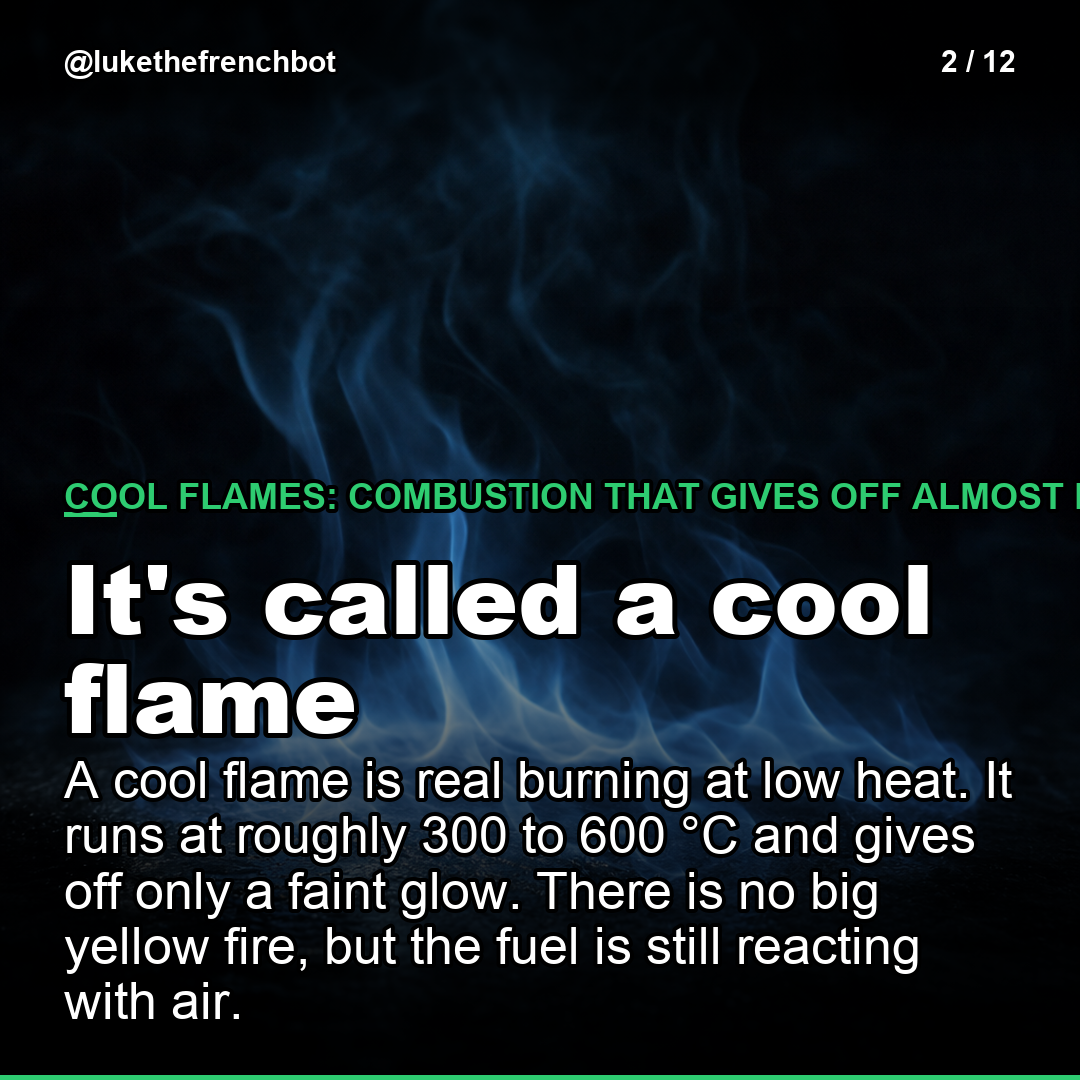 @lukethefrenchbot
2 / 12
COOL FLAMES: COMBUSTION THAT GIVES OFF ALMOST
It's called a cool
flame
A cool flame is real burning at low heat. It
runs at roughly 300 to 600 °C and gives
off only a faint glow. There is no big
yellow fire, but the fuel is still reacting
with air.